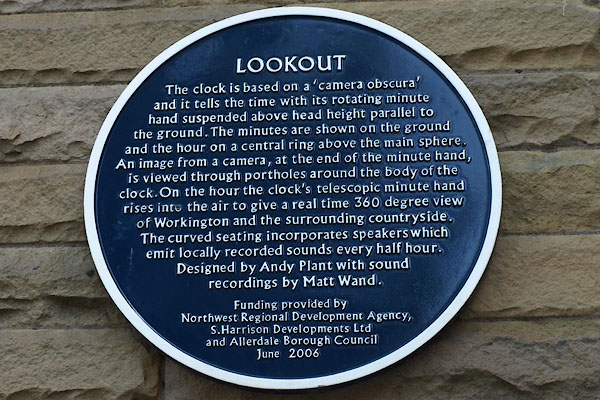 LOOKOUT
The clock is based on a 'camera obscura'
and it tells the time with its rotating minute
hand suspended above head height parallel to
the ground. The minutes are shown on the ground
and the hour on a central ring above the main sphere.
An image from a camera, at the end of the minute hand,
is viewed through portholes around the body of the
clock. On the hour the clock's telescopic minute hand
rises into the air to give a real time 360 degree view
of Workington and the surrounding countryside.
The curved seating incorporates speakers which
emit locally recorded sounds every half hour.
Designed by Andy Plant with sound
recordings by Matt Wand.
Funding provided by
Northwest Regional Development Agency,
S.Harrison Developments Ltd
and Allerdale Borough Council
June 2006